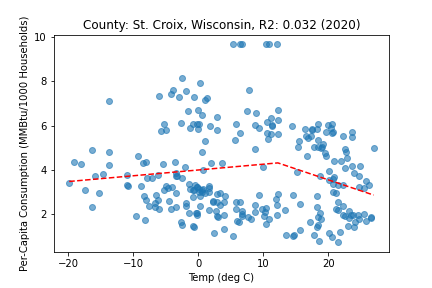 County: St. Croix, Wisconsin, R2: 0.032 (2020)
Per-Capita Consumption (MMBtu/1000 Households)
10
8
6
4
2
−20 −10 0 10 20
Temp (deg C)